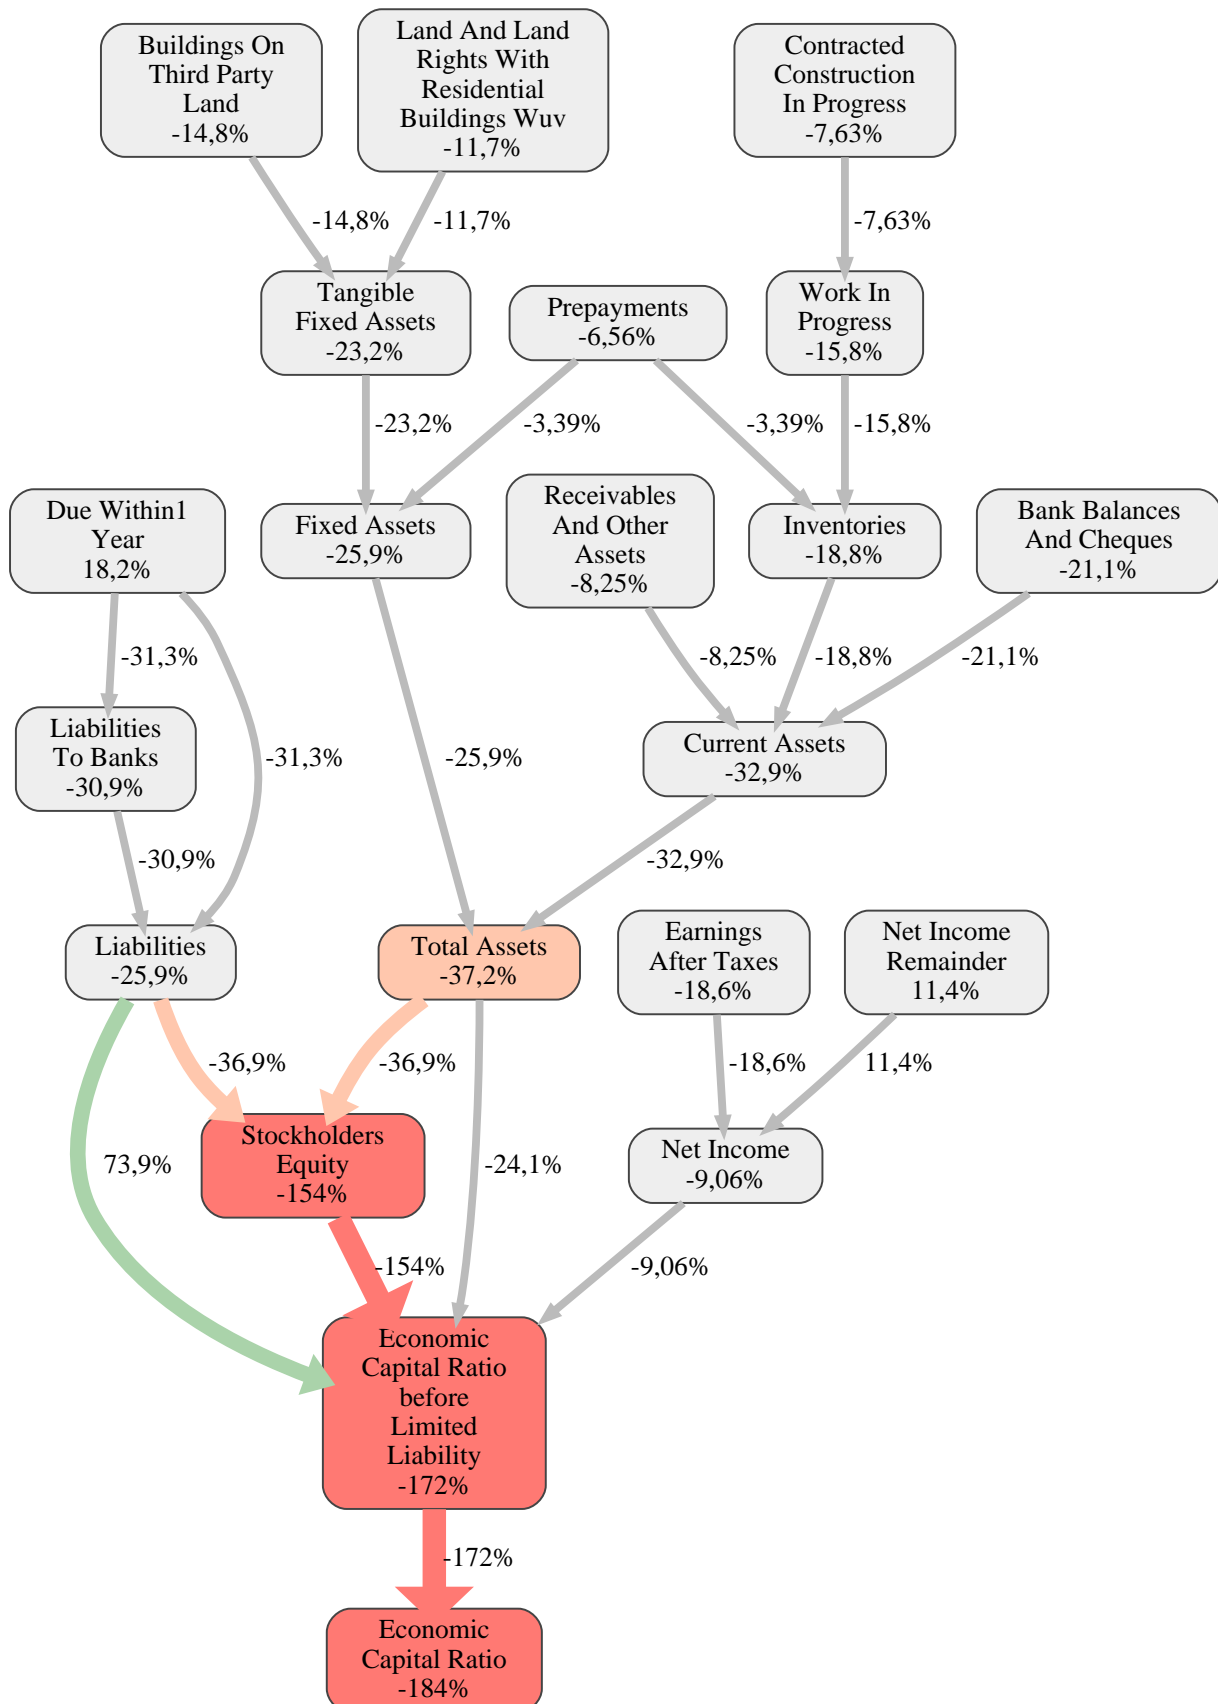 Buildings On
Third Party
Land
-14,8%
Land And Land
Rights With
Residential
Buildings Wuv
-11,7%
Contracted
Construction
In Progress
-7,63%
-14,8%
-11,7%
-7,63%
Tangible
Fixed Assets
-23,2%
Prepayments
-6,56%
Work In
Progress
-15,8%
-23,2%
-3,39%
-3,39%
-15,8%
Due Within1
Year
18,2%
Fixed Assets
-25,9%
Receivables
And Other
Assets
-8,25%
Inventories
-18,8%
Bank Balances
And Cheques
-21,1%
-31,3%
-8,25%
-18,8%
-21,1%
Liabilities
To Banks
-30,9%
-31,3%
-25,9%
Current Assets
-32,9%
-30,9%
-32,9%
Liabilities
-25,9%
Total Assets
-37,2%
Earnings
After Taxes
-18,6%
Net Income
Remainder
11,4%
-36,9%
-36,9%
-18,6%
11,4%
73,9%
Stockholders
Equity
-154%
-24,1%
Net Income
-9,06%
-154%
-9,06%
Economic
Capital Ratio
before
Limited
Liability
-172%
-172%
Economic
Capital Ratio
-184%